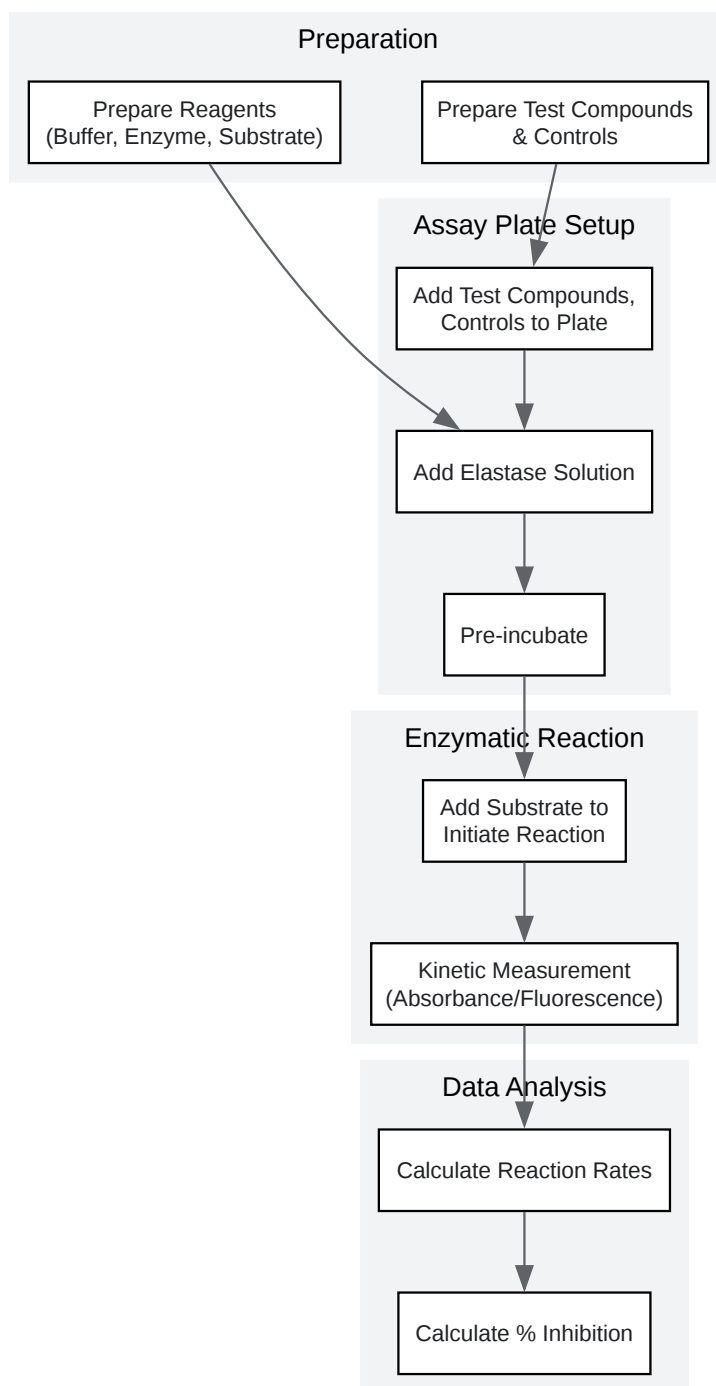 Preparation
Prepare Reagents
(Buffer, Enzyme, Substrate)
Prepare Test Compounds
& Controls
Assay Plate Setup
Add Test Compounds,
Controls to Plate
Add Elastase Solution
Pre-incubate
Enzymatic Reaction
Add Substrate to
Initiate Reaction
Kinetic Measurement
(Absorbance/Fluorescence)
Data Analysis
Calculate Reaction Rates
Calculate % Inhibition